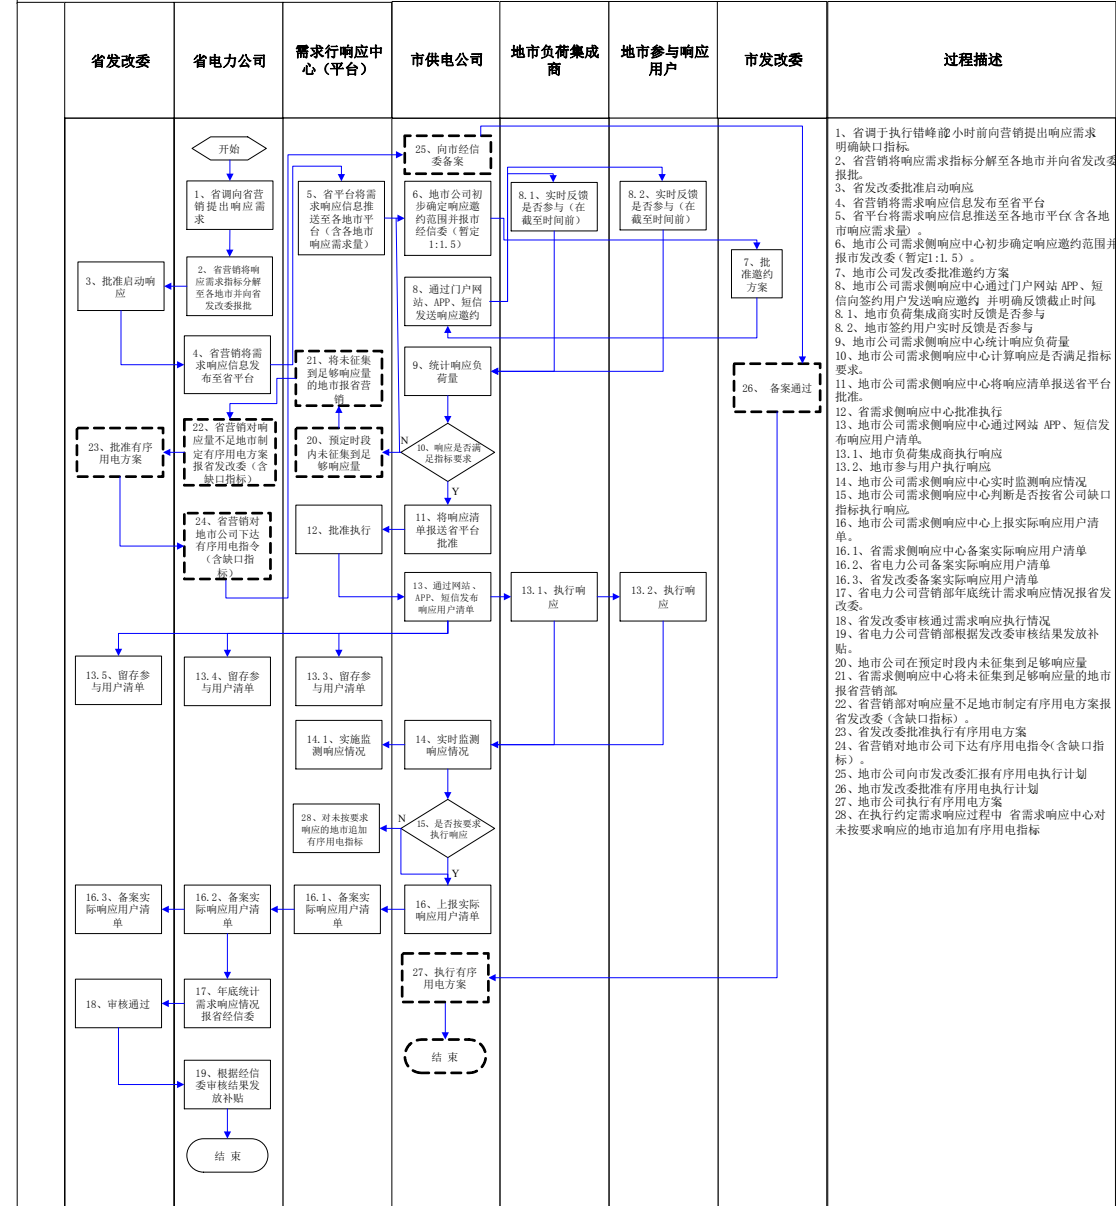 省发改委
省电力公司
需求行响应中
心（平台）
市供电公司
地市负荷集成
商
地市参与响应
用户
市发改委
过程描述
开始
1、省调向省营
销提出响应需
求
2、省营销将响
应需求指标分解
至各地市并向省
发改委报批
3、批准启动响
应
4、省营销将需
求响应信息发
布至省平台
5、省平台将需
求响应信息推
送至各地市平
台（含各地市
响应需求量）
25、向市经信
委备案
6、地市公司初
步确定响应邀
约范围并报市
经信委（暂定
1:1.5）
8.1、实时反馈
是否参与（在
截至时间前）
8.2、实时反馈
是否参与（在
截至时间前）
7、批
准邀约
方案
8、通过门户网
站、APP、短信
发送响应邀约
21、将未征集
到足够响应量
的地市报省营
销
9、统计响应负
荷量
26、 备案通过
22、省营销对响
应量不足地市制
定有序用电方案
报省发改委（含
缺口指标）
23、批准有序
用电方案
20、预定时段
内未征集到足
够响应量
N
10、响应是否满
足指标要求
Y
24、省营销对
地市公司下达
有序用电指令
（含缺口指
标）
12、批准执行
11、将响应清
单报送省平台
批准
13、通过网站、
APP、短信发布
响应用户清单
13.1、执行响
应
13.2、执行响
应
13.5、留存参
与用户清单
13.4、留存参
与用户清单
13.3、留存参
与用户清单
14.1、实施监
测响应情况
14、实时监测
响应情况
28、对未按要求
响应的地市追加
有序用电指标
N
15、是否按要求
执行响应
Y
16.3、备案实
际响应用户清
单
16.2、备案实
际响应用户清
单
16.1、备案实
际响应用户清
单
16、上报实际
响应用户清单
27、执行有序
用电方案
18、审核通过
17、年底统计
需求响应情况
报省经信委
结 束
19、根据经信
委审核结果发
放补贴
结 束
1、省调于执行错峰前2小时前向营销提出响应需求，
明确缺口指标。
2、省营销将响应需求指标分解至各地市并向省发改委
报批。
3、省发改委批准启动响应。
4、省营销将需求响应信息发布至省平台
5、省平台将需求响应信息推送至各地市平台（含各地
市响应需求量）。
6、地市公司需求侧响应中心初步确定响应邀约范围并
报市发改委（暂定1:1.5）。
7、地市公司发改委批准邀约方案
8、地市公司需求侧响应中心通过门户网站 APP、短
信向签约用户发送响应邀约，并明确反馈截止时间。
8.1、地市负荷集成商实时反馈是否参与
8.2、地市签约用户实时反馈是否参与
9、地市公司需求侧响应中心统计响应负荷量
10、地市公司需求侧响应中心计算响应是否满足指标
要求。
11、地市公司需求侧响应中心将响应清单报送省平台
批准。
12、省需求侧响应中心批准执行
13、地市公司需求侧响应中心通过网站 APP、短信发
布响应用户清单。
13.1、地市负荷集成商执行响应
13.2、地市参与用户执行响应
14、地市公司需求侧响应中心实时监测响应情况
15、地市公司需求侧响应中心判断是否按省公司缺口
指标执行响应。
16、地市公司需求侧响应中心上报实际响应用户清
单。
16.1、省需求侧响应中心备案实际响应用户清单
16.2、省电力公司备案实际响应用户清单
16.3、省发改委备案实际响应用户清单
17、省电力公司营销部年底统计需求响应情况报省发
改委。
18、省发改委审核通过需求响应执行情况
19、省电力公司营销部根据发改委审核结果发放补
贴。
20、地市公司在预定时段内未征集到足够响应量
21、省需求侧响应中心将未征集到足够响应量的地市
报省营销部。
22、省营销部对响应量不足地市制定有序用电方案报
省发改委（含缺口指标）。
23、省发改委批准执行有序用电方案
24、省营销对地市公司下达有序用电指令（含缺口指
标）。
25、地市公司向市发改委汇报有序用电执行计划
26、地市发改委批准有序用电执行计划
27、地市公司执行有序用电方案
28、在执行约定需求响应过程中，省需求响应中心对
未按要求响应的地市追加有序用电指标